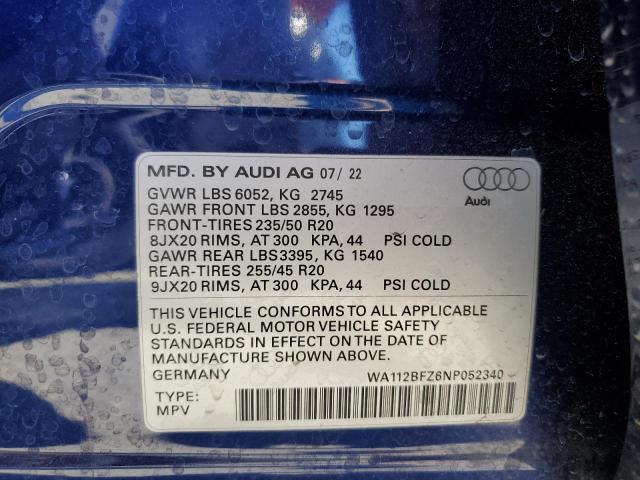 MFD. BY AUDI AG 07/ 22
GVWR LBS 6052, KG 2745
GAWR FRONT LBS 2855, KG 1295
FRONT-TIRES 235/50 R20
8JX20 RIMS, AT 300 KPA, 44 PSI COLD
GAWR REAR LBS3395, KG 1540
REAR-TIRES 255/45 R20
9JX20 RIMS, AT 300 KPA, 44 PSI COLD
Audi
THIS VEHICLE CONFORMS TO ALL APPLICABLE
U.S. FEDERAL MOTOR VEHICLE SAFETY
STANDARDS IN EFFECT ON THE DATE OF
MANUFACTURE SHOWN ABOVE.
GERMANY WA112BFZ6NP052340
TYPE:
MPV